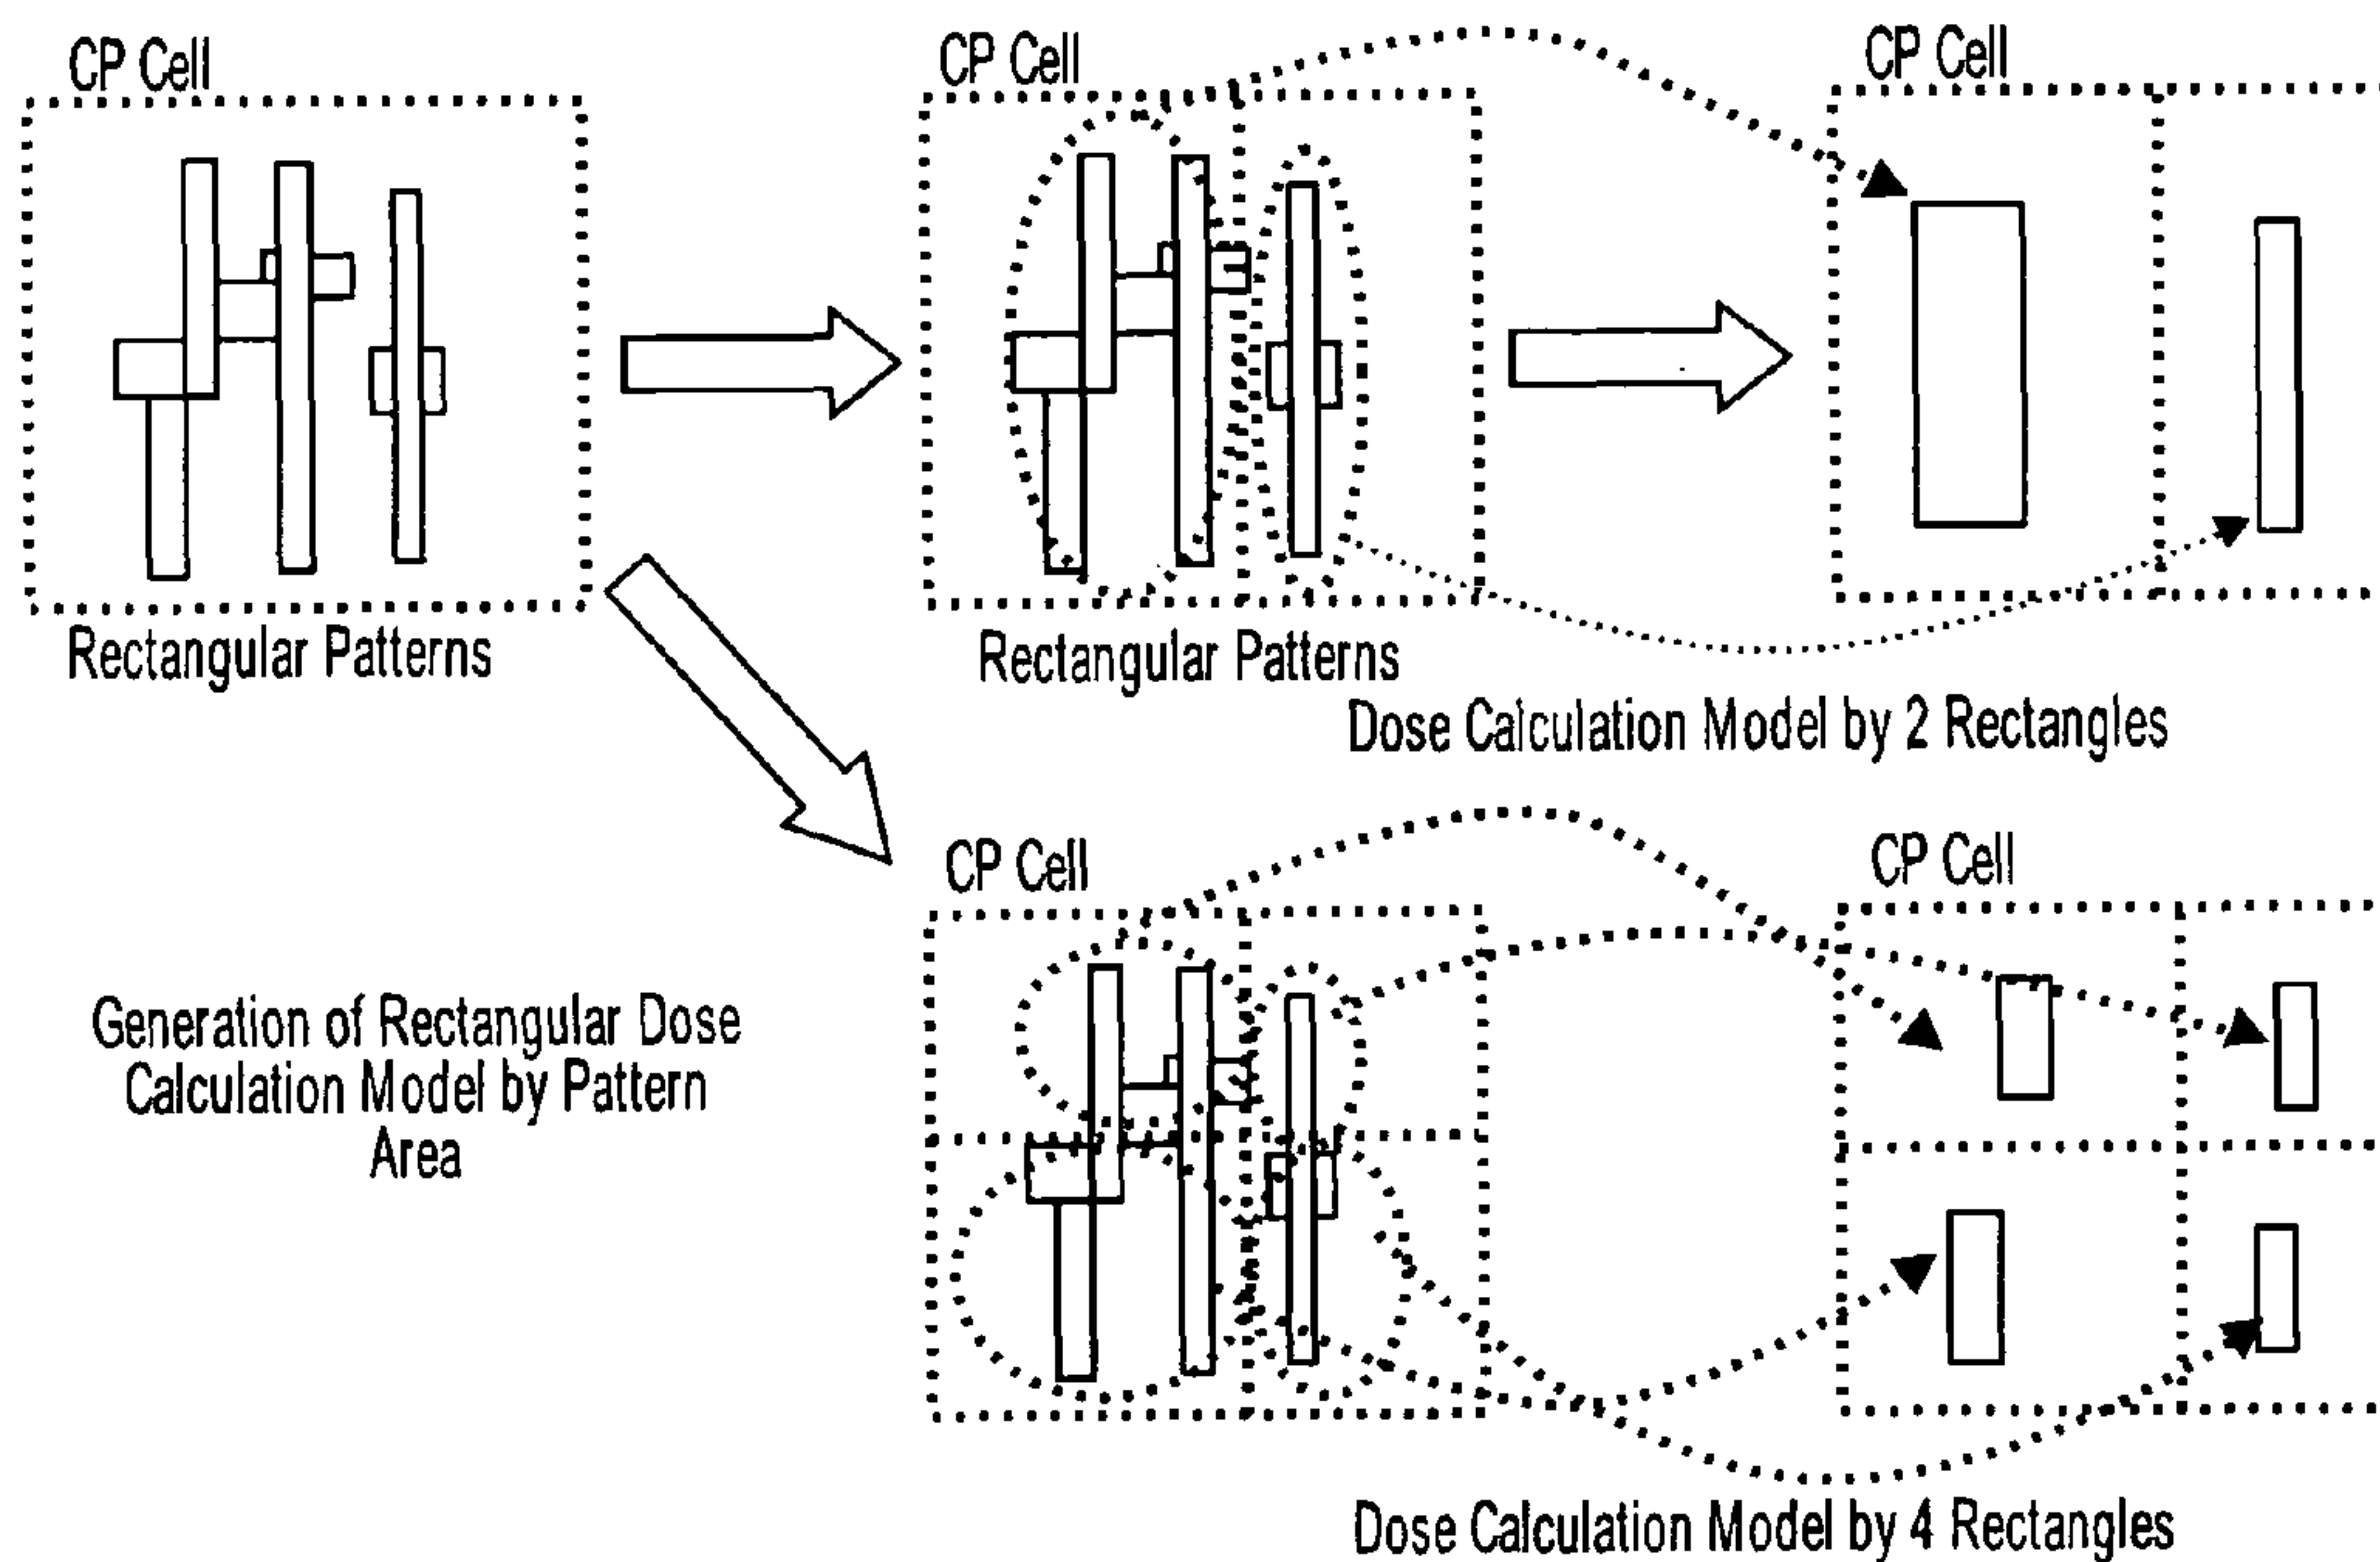 CP Cell
CP Cell
CP Cell
Rectangular Patterns
Rectangular Patterns
Dose Calculation Model by 2 Rectangles
CP Cell
CP Cell
Generation of Rectangular Dose
Calculation Model by Pattern
Area
Dose Calculation Model by 4 Rectangles